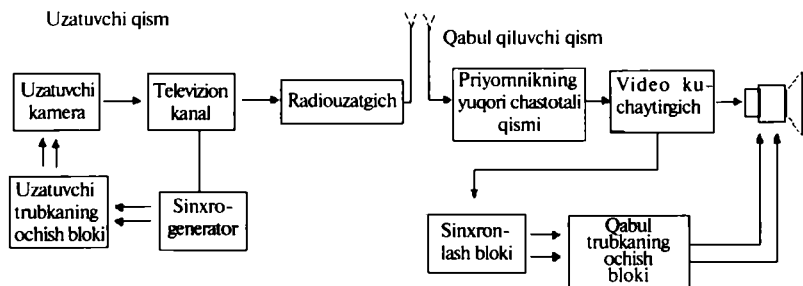 Uzatuvchi qism
Qabul qiluvchi qism
Uzatuvchi
kamera
Televizion
kanal
Radiouzatgich
Priyomnikning
yuqori chastotali
qismi
Video ku-
chaytirgich
Uzatuvchi
trubkaning
ochish bloki
Sinxro-
generator
Sinxron-
lash bloki
Qabul
trubkaning
ochish
bloki